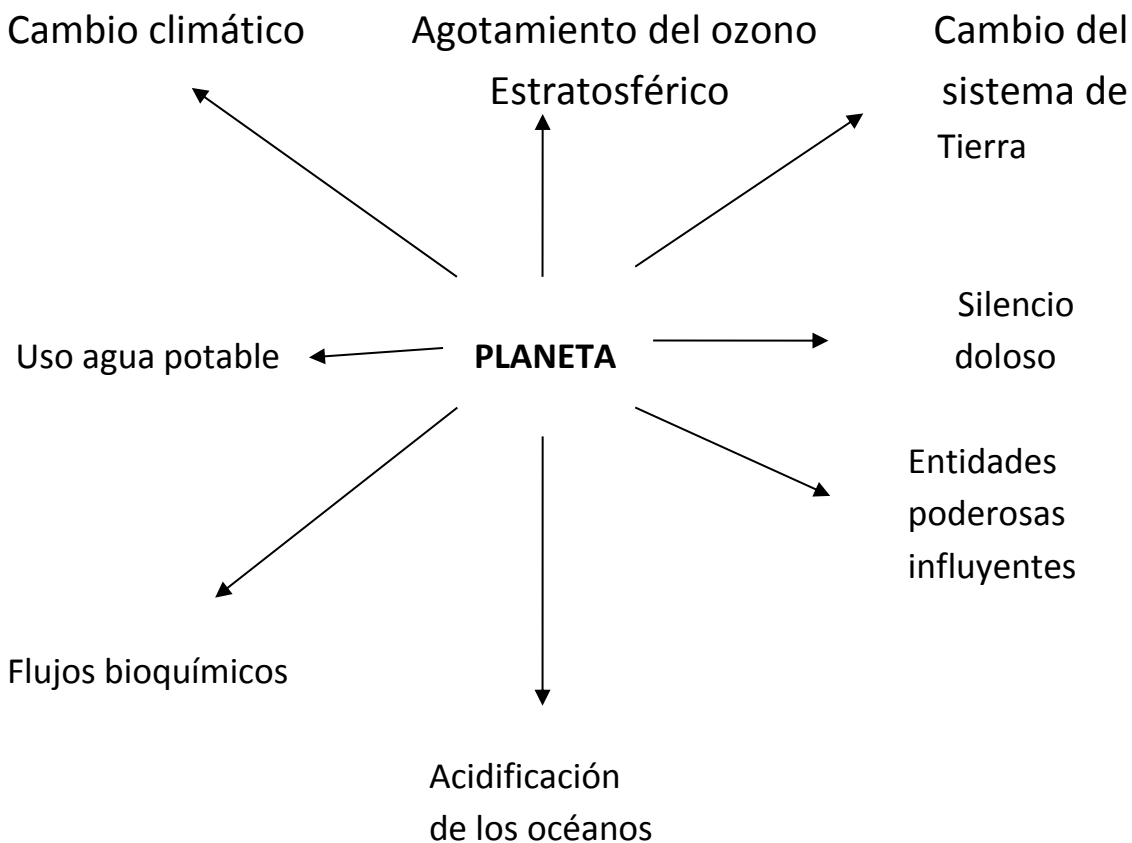 Cambio climático
Agotamiento del ozono
Estratosférico
Cambio del
sistema de
Tierra
Uso agua potable
PLANETA
Silencio
doloso
Entidades
poderosas
influyentes
Flujos bioquímicos
Acidificación
de los océanos